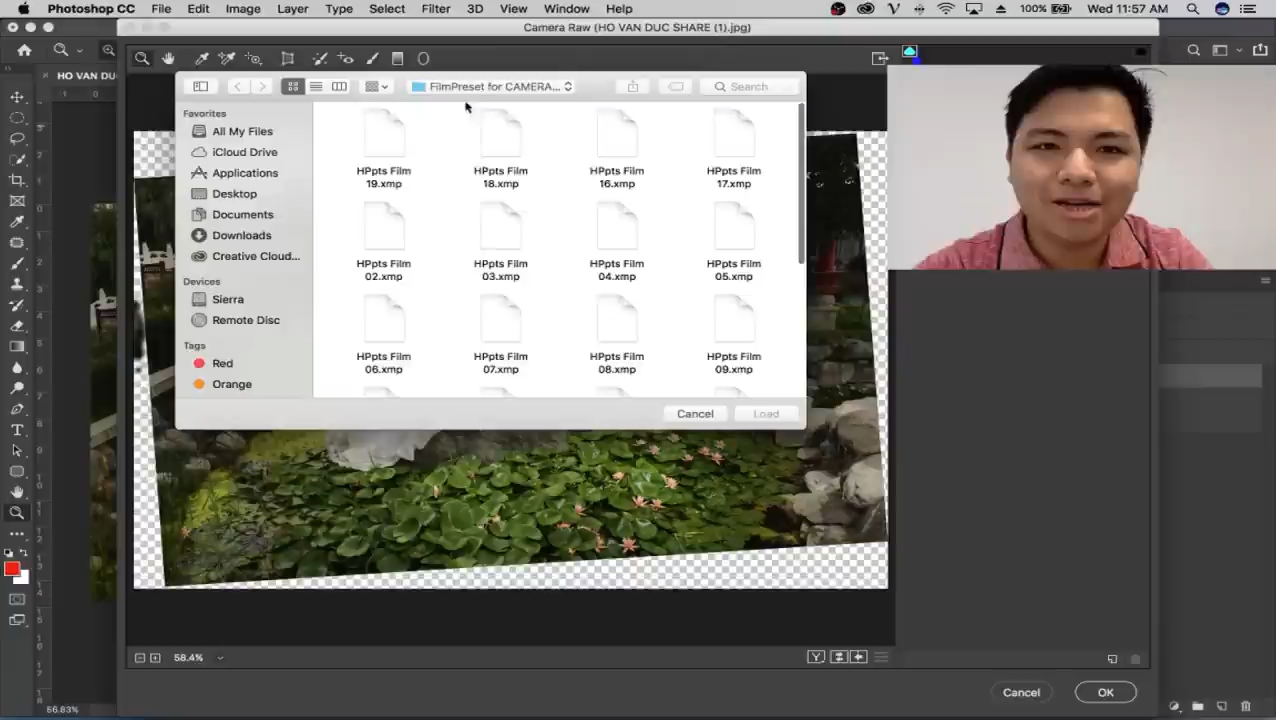 Photoshop CC File Edit Image Layer Type Select Filter 3D View Window Help 100% Wed 11:57 AM
Camera Raw (HO VAN DUC SHARE (1).jpg)
HO VAN DU
FilmPreset for CAMERA...
Search
Favorites
All My Files
iCloud Drive
Applications
Desktop
Documents
Downloads
Creative Cloud...
Devices
Sierra
Remote Disc
Tags
Red
Orange
HPpts Film
19.xmp
HPpts Film
18.xmp
HPpts Film
16.xmp
HPpts Film
17.xmp
HPpts Film
02.xmp
HPpts Film
03.xmp
HPpts Film
04.xmp
HPpts Film
05.xmp
HPpts Film
06.xmp
HPpts Film
07.xmp
HPpts Film
08.xmp
HPpts Film
09.xmp
Cancel Load
58.4%
Cancel OK
56.83%